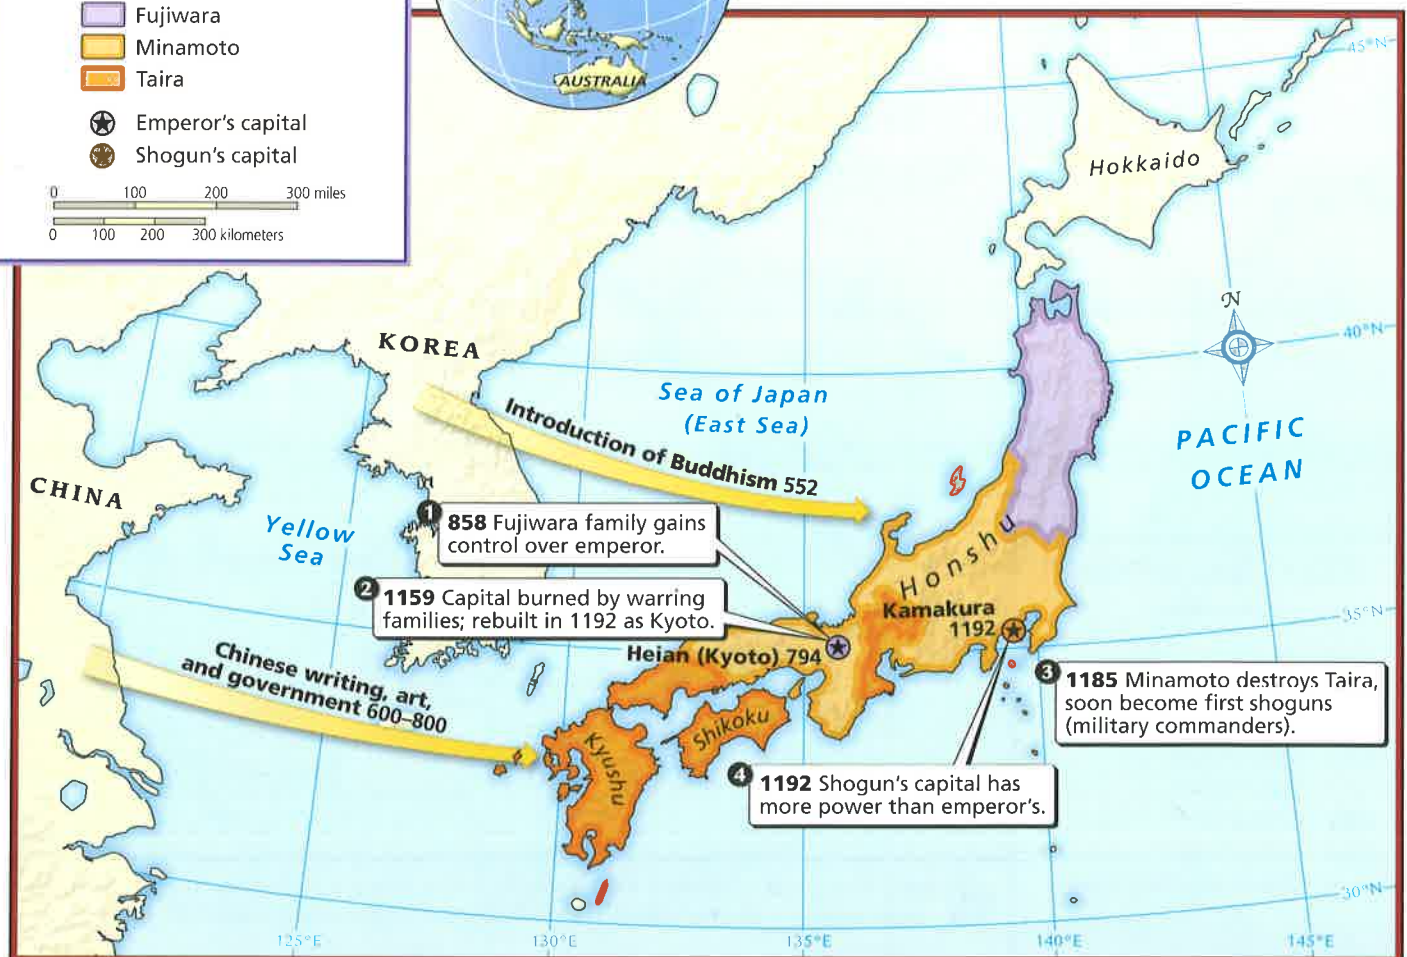 Fujiwara
Minamoto
Taira
Emperor's capital
Shogun's capital
0 100 200 300 miles
0 100 200 300 kilometers
AUSTRALIA
45°N
Hokkaido
N
40°N
KOREA
Sea of Japan
(East Sea)
PACIFIC
OCEAN
Introduction of Buddhism 552
CHINA
Yellow
Sea
1 858 Fujiwara family gains
control over emperor.
2 1159 Capital burned by warring
families; rebuilt in 1192 as Kyoto.
Honshu
Kamakura
1192
35°N
Heian (Kyoto) 794
Chinese writing, art,
and government 600–800
3 1185 Minamoto destroys Taira,
soon become first shoguns
(military commanders).
Shikoku
Kyushu
4 1192 Shogun's capital has
more power than emperor's.
30°N
125°E 130°E 135°E 140°E 145°E